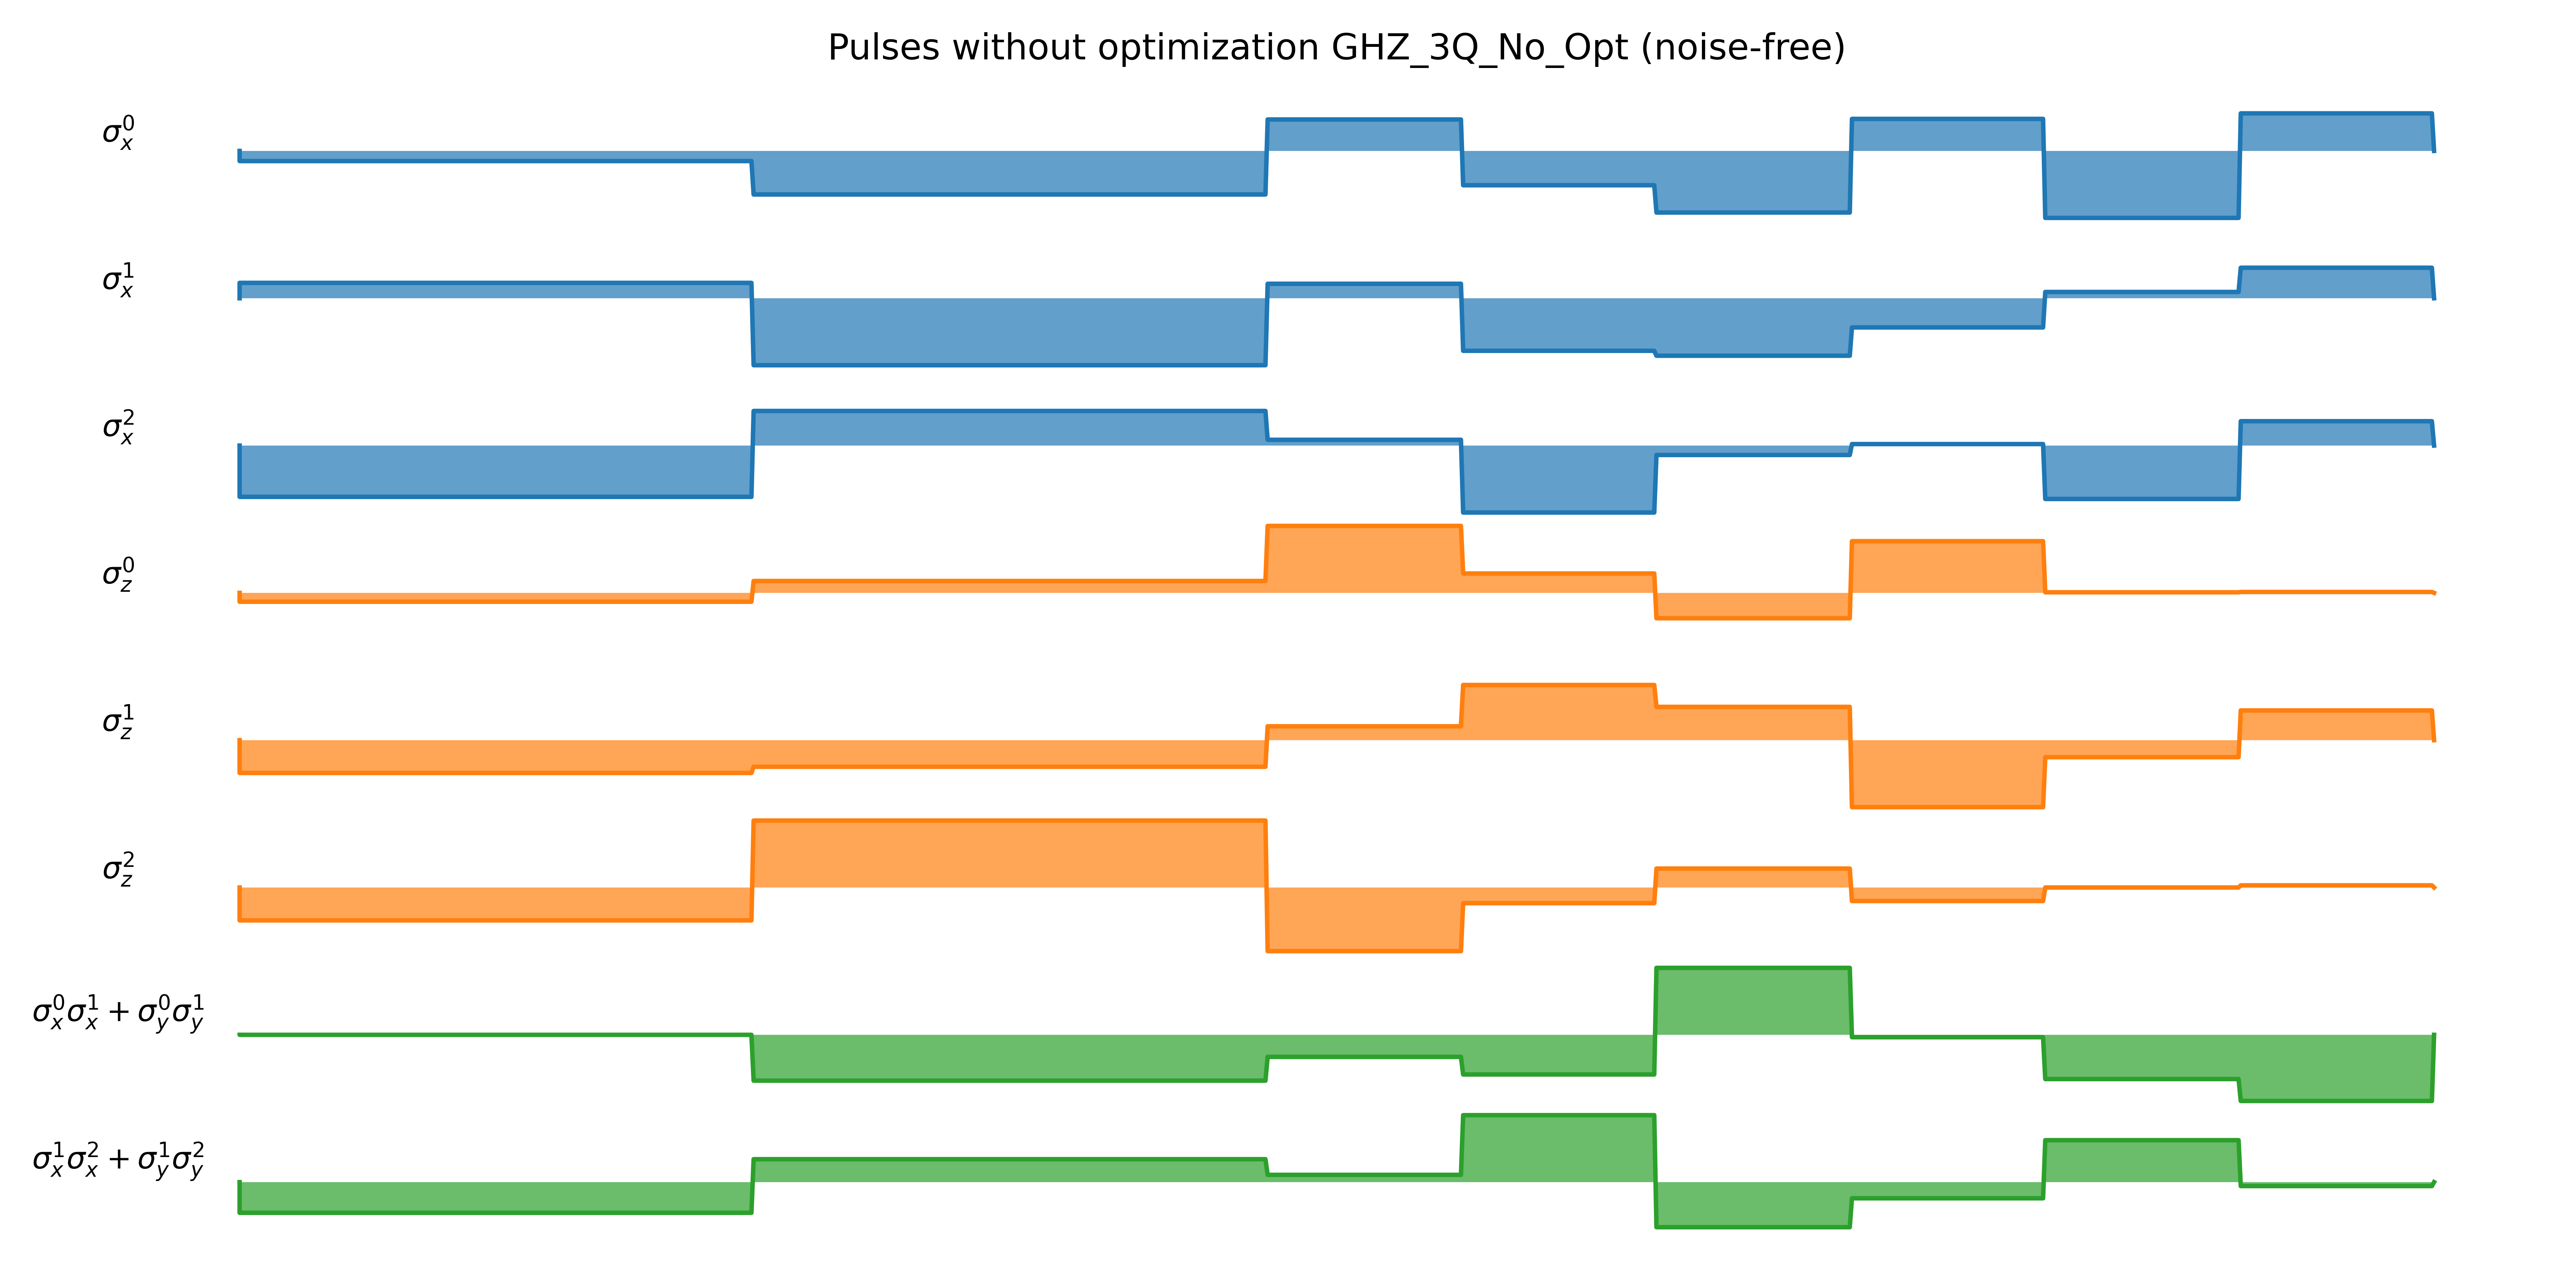 Pulses without optimization GHZ_3Q_No_Opt (noise-free)
σ_x^0
σ_x^1
σ_x^2
σ_z^0
σ_z^1
σ_z^2
σ_x^0σ_x^1 + σ_y^0σ_y^1
σ_x^1σ_x^2 + σ_y^1σ_y^2